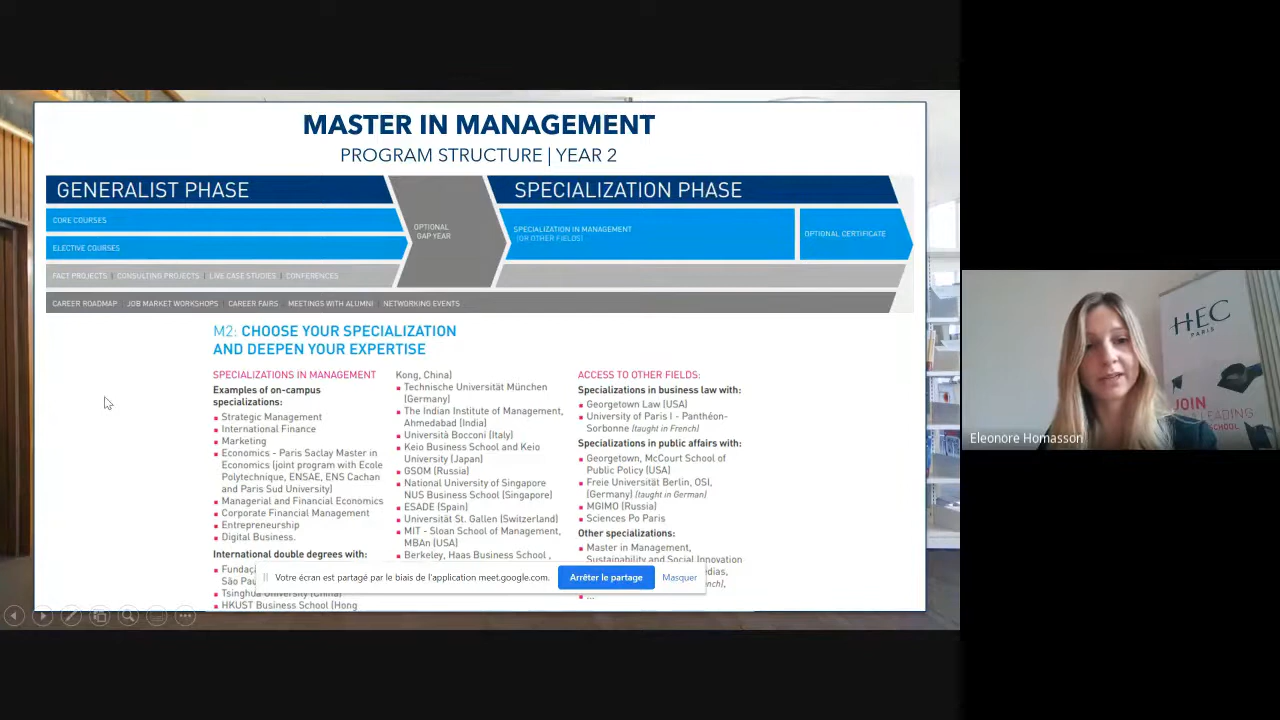 MASTER IN MANAGEMENT
PROGRAM STRUCTURE | YEAR 2
GENERALIST PHASE
CORE COURSES
ELECTIVE COURSES
FACT PROJECTS | CONSULTING PROJECTS | LIVE CASE STUDIES | CONFERENCES
CAREER ROADMAP | JOB MARKET WORKSHOPS | CAREER FAIRS | MEETINGS WITH ALUMNI | NETWORKING EVENTS
OPTIONAL
GAP YEAR
SPECIALIZATION PHASE
SPECIALIZATION IN MANAGEMENT
(OR OTHER FIELDS)
OPTIONAL CERTIFICATE
M2: CHOOSE YOUR SPECIALIZATION
AND DEEPEN YOUR EXPERTISE
SPECIALIZATIONS IN MANAGEMENT
Examples of on-campus
specializations:
Strategic Management
International Finance
Marketing
Economics - Paris Saclay Master in
Economics (joint program with Ecole
Polytechnique, ENSAE, ENS Cachan
and Paris Sud University)
Managerial and Financial Economics
Corporate Financial Management
Entrepreneurship
Digital Business.
International double degrees with:
São
Tsinghua University (China)
HKUST Business School (Hong
Kong, China)
Technische Universität München
(Germany)
The Indian Institute of Management,
Ahmedabad (India)
Università Bocconi (Italy)
Keio Business School and Keio
University (Japan)
GSOM (Russia)
National University of Singapore
NUS Business School (Singapore)
ESADE (Spain)
Universität St. Gallen (Switzerland)
MIT - Sloan School of Management,
MBAn (USA)
Berkeley, Haas Business School ,
ACCESS TO OTHER FIELDS:
Specializations in business law with:
Georgetown Law (USA)
University of Paris I - Panthéon-
Sorbonne (taught in French)
Specializations in public affairs with:
Georgetown, McCourt School of
Public Policy (USA)
Freie Universität Berlin, OSI,
(Germany) (taught in German)
MGIMO (Russia)
Sciences Po Paris
Other specializations:
Master in Management,
Sustainability and Social Innovation
...
Votre écran est partagé par le biais de l'application meet.google.com.
Arrêter le partage
Masquer
HEC
PARIS
JOIN
Eleonore Homasson